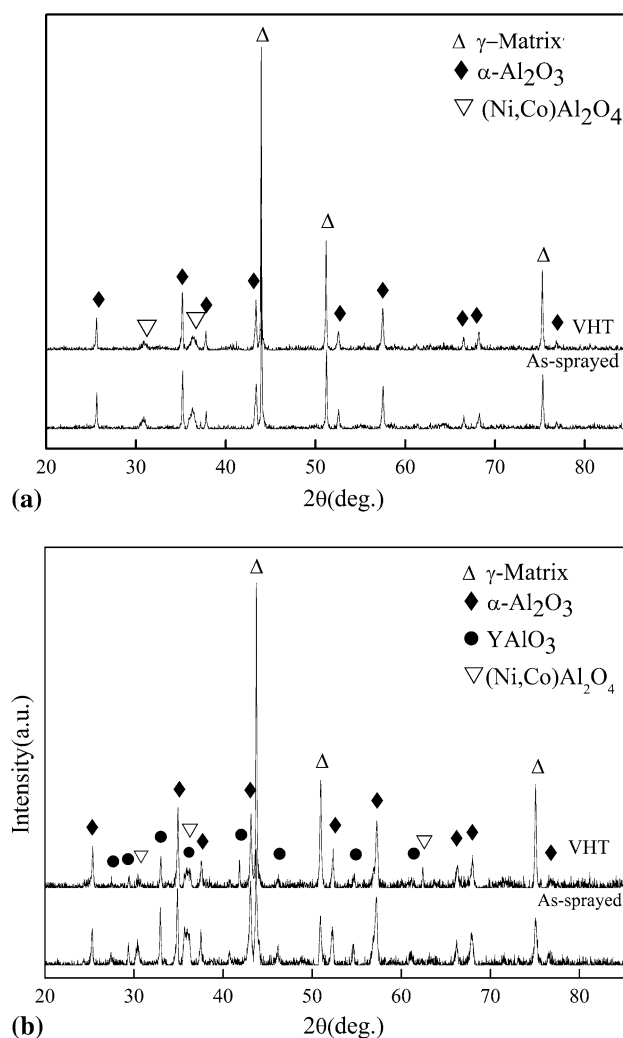 Δ γ–Matrix
◆ α-Al2O3
▽ (Ni,Co)Al2O4
VHT
As-sprayed
20 30 40 50 60 70 80
(a) 2θ(deg.)
Δ γ-Matrix
◆ α-Al2O3
● YAlO3
▽ (Ni,Co)Al2O4
Intensity(a.u.)
VHT
As-sprayed
20 30 40 50 60 70 80
(b) 2θ(deg.)